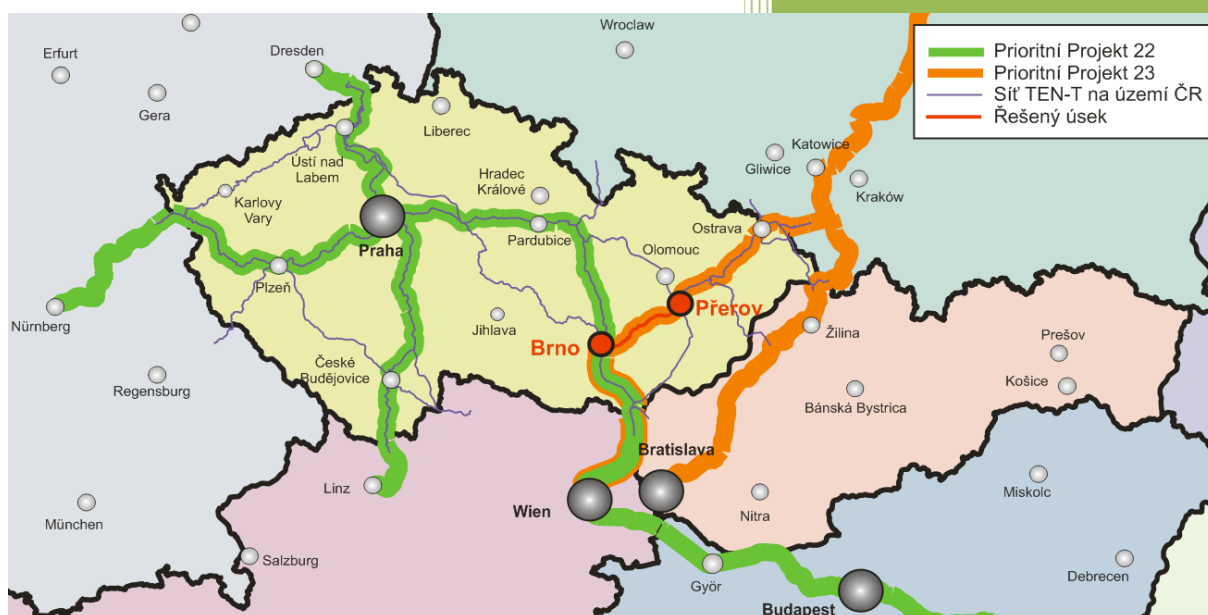 Wroclaw
Dresden
Erfurt
Gera
Liberec
Prioritní Projekt 22
Prioritní Projekt 23
Síť TEN-T na území ČR
Řešený úsek
Ústí nad
Labem
Hradec
Králové
Katowice
Gliwice
Kraków
Karlovy
Vary
Praha
Pardubice
Ostrava
Olomouc
Plzeň
Přerov
Nürnberg
Jihlava
Brno
Žilina
Prešov
Košice
Regensburg
České
Budějovice
Bánská Bystrica
Bratislava
Linz
Wien
Nitra
Miskolc
München
Salzburg
Györ
Debrecen
Budapest